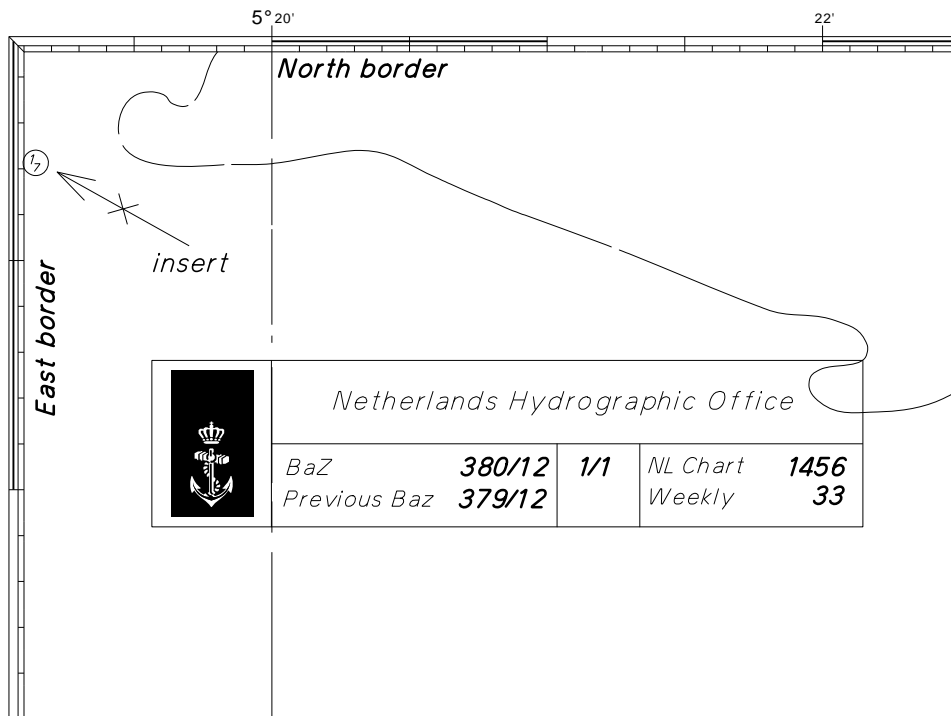 5° 20' 22'
North border
1 7
insert
East border
Netherlands Hydrographic Office
BaZ 380/12 1/1 NL Chart 1456
Previous Baz 379/12 Weekly 33